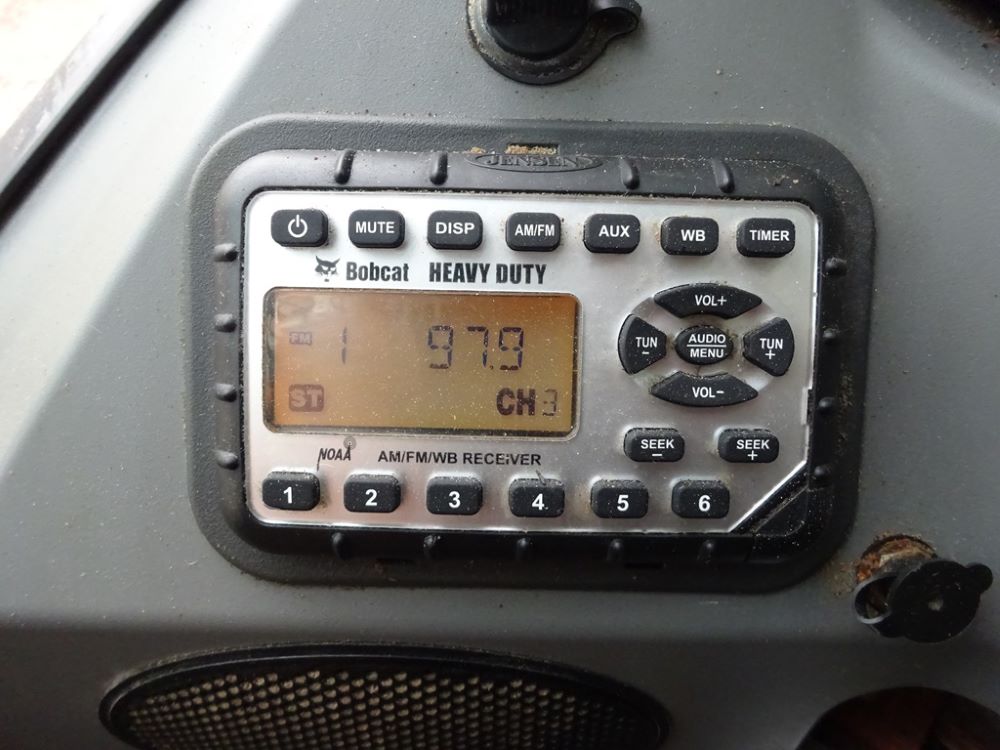 JENSEN
MUTE DISP AM/FM AUX WB TIMER
Bobcat HEAVY DUTY
VOL+
FM 1 97.9
TUN - AUDIO MENU TUN +
VOL-
ST CH 3
SEEK - SEEK +
NOAA AM/FM/WB RECEIVER
1 2 3 4 5 6